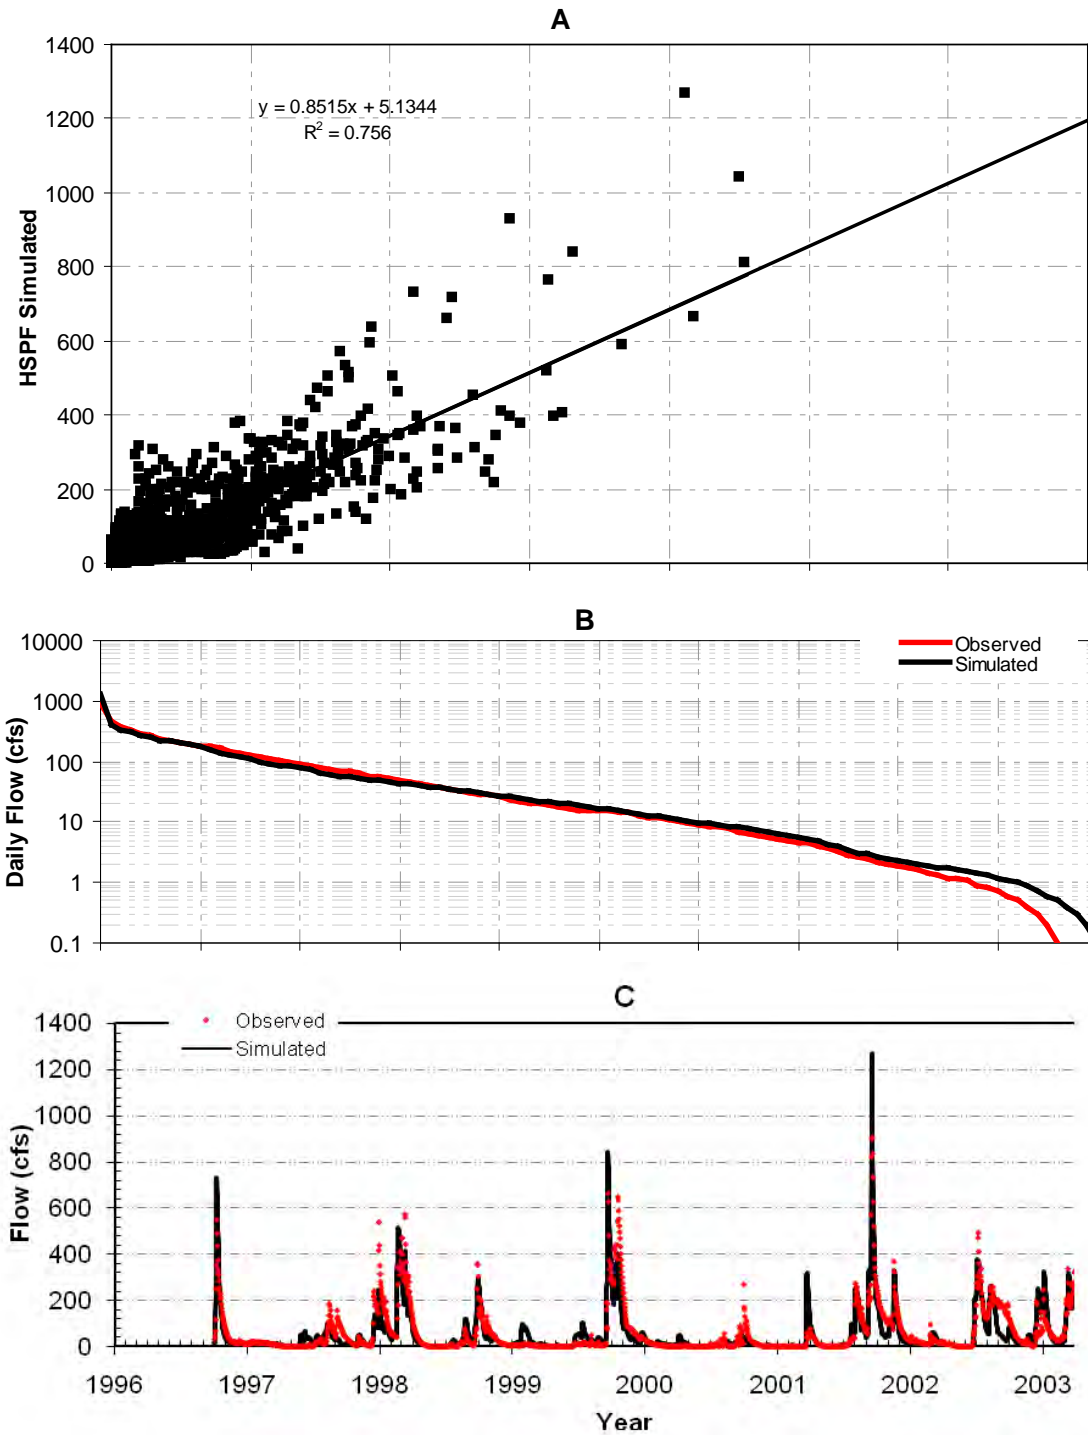 A
1400
1200
1000
800
600
400
200
0
HSPF Simulated
y = 0.8515x + 5.1344
R² = 0.756
B
10000
1000
100
10
1
0.1
Daily Flow (cfs)
Observed
Simulated
C
1400
1200
1000
800
600
400
200
0
Flow (cfs)
Observed
Simulated
1996 1997 1998 1999 2000 2001 2002 2003
Year